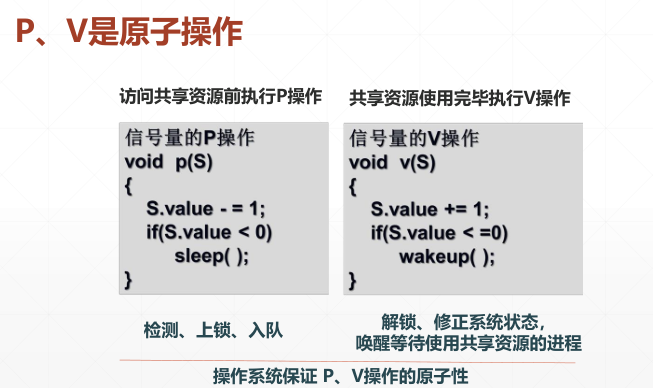 P、V是原子操作
访问共享资源前执行P操作
信号量的P操作
void p(S)
{
S.value - = 1;
if(S.value < 0)
sleep( );
}
检测、上锁、入队
共享资源使用完毕执行V操作
信号量的V操作
void v(S)
{
S.value += 1;
if(S.value < =0)
wakeup( );
}
解锁、修正系统状态，
唤醒等待使用共享资源的进程
操作系统保证 P、V操作的原子性